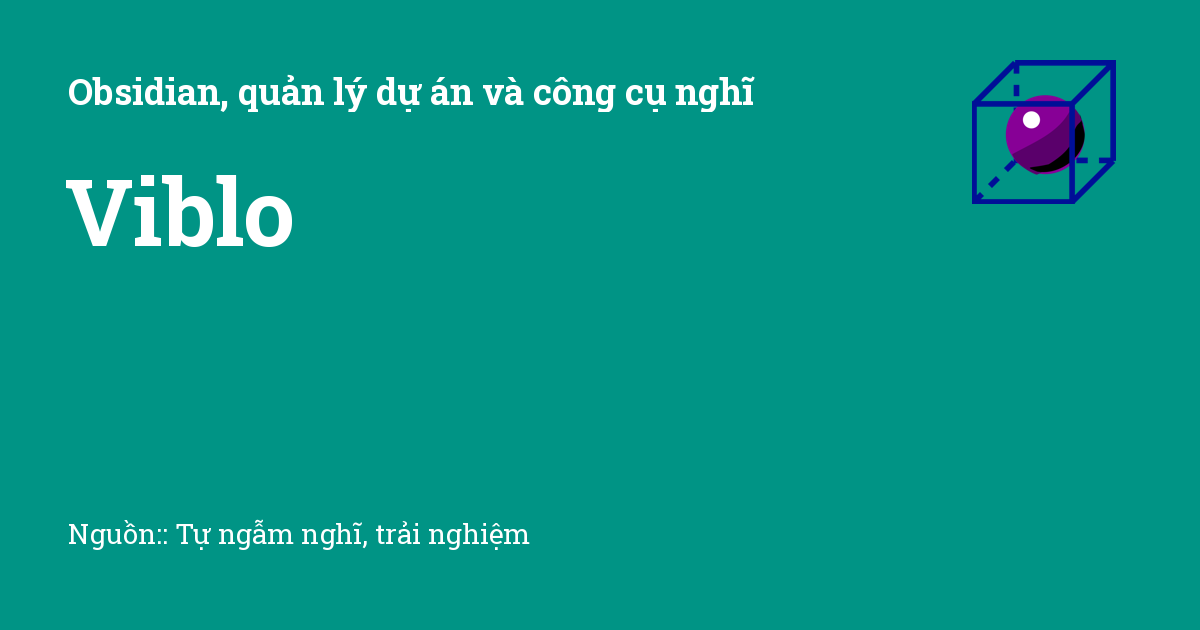 Obsidian, quản lý dự án và công cụ nghĩ
Viblo
Nguồn:: Tự ngẫm nghĩ, trải nghiệm